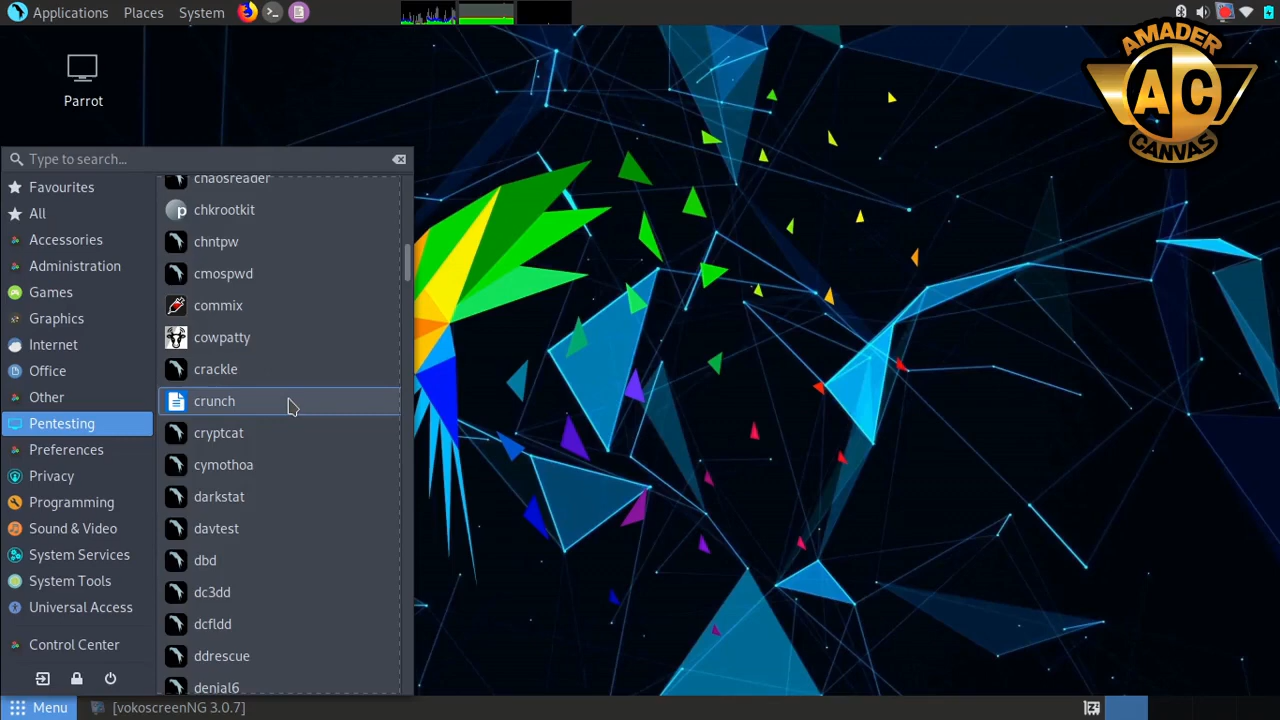 Applications Places System
AMADER
AC
CANVAS
Parrot
Type to search...
Favourites
All
Accessories
Administration
Games
Graphics
Internet
Office
Other
Pentesting
Preferences
Privacy
Programming
Sound & Video
System Services
System Tools
Universal Access
Control Center
chaosreader
chkrootkit
chntpw
cmospwd
commix
cowpatty
crackle
crunch
cryptcat
cymothoa
darkstat
davtest
dbd
dc3dd
dcfldd
ddrescue
denial6
Menu [vokoscreenNG 3.0.7]